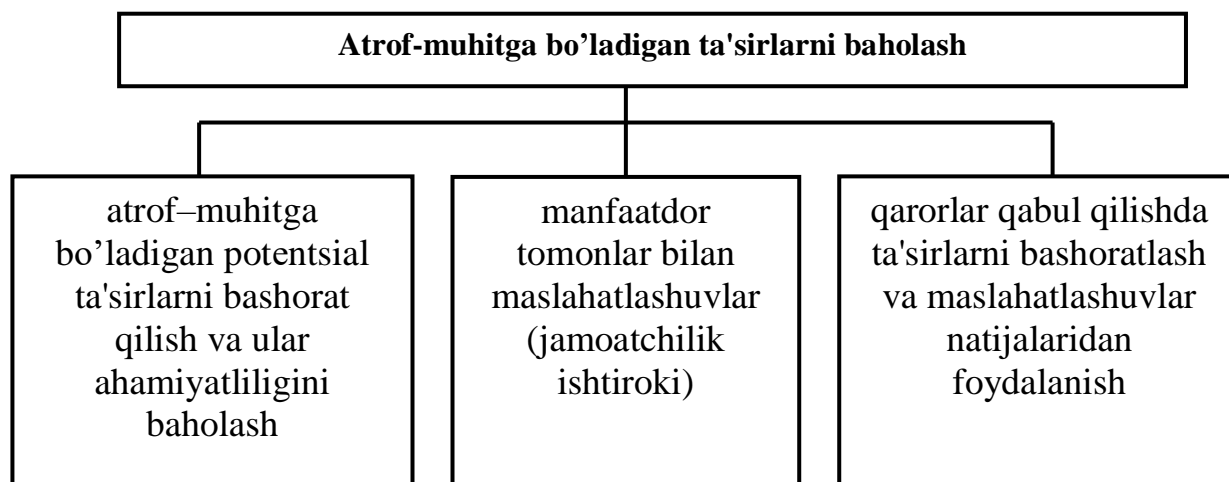 Atrof-muhitga bo’ladigan ta'sirlarni baholash
atrof–muhitga
bo’ladigan potentsial
ta'sirlarni bashorat
qilish va ular
ahamiyatliligini
baholash
manfaatdor
tomonlar bilan
maslahatlashuvlar
(jamoatchilik
ishtiroki)
qarorlar qabul qilishda
ta'sirlarni bashoratlash
va maslahatlashuvlar
natijalaridan
foydalanish